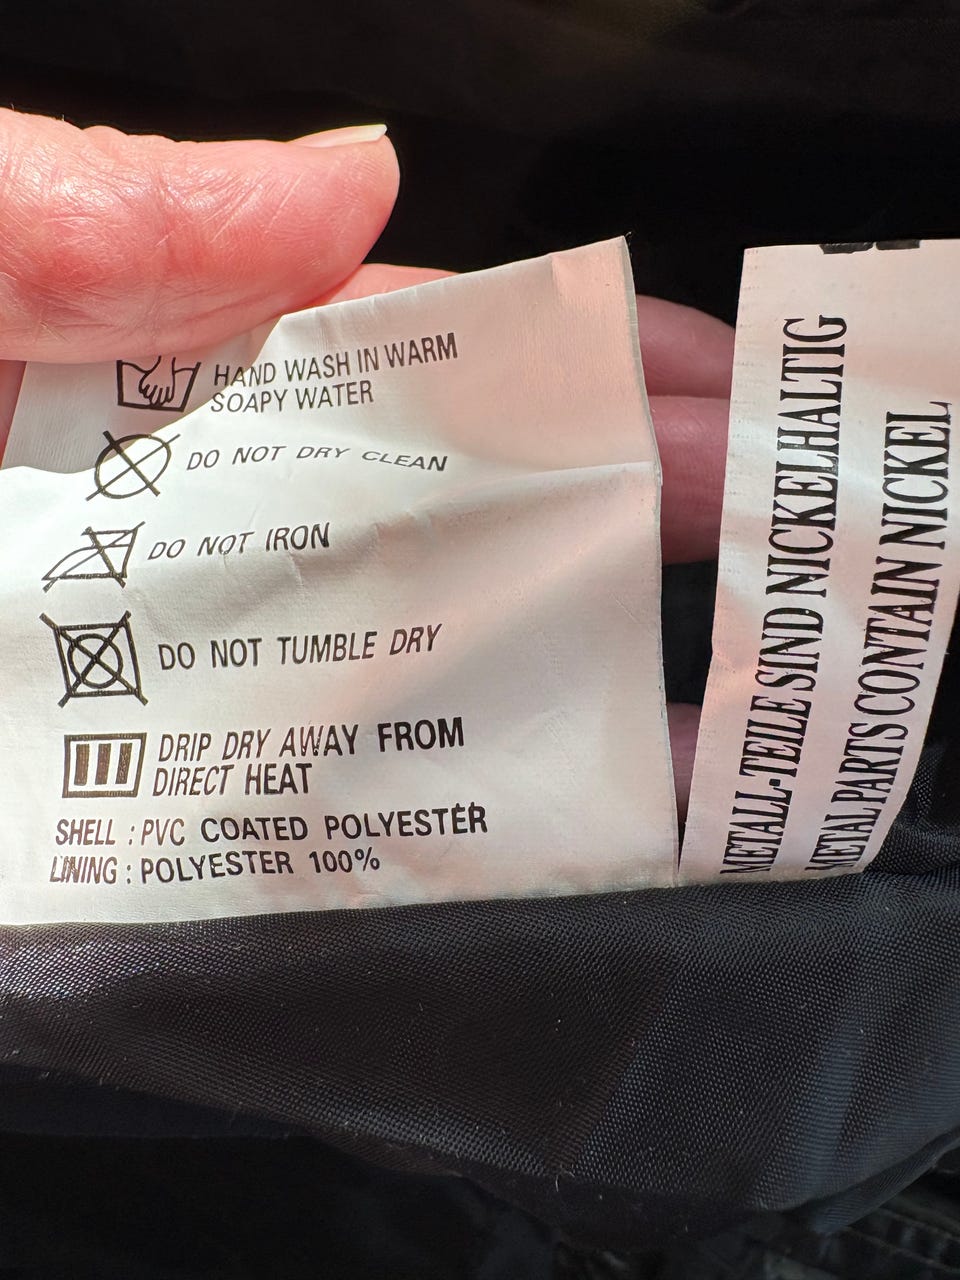 HAND WASH IN WARM
SOAPY WATER
DO NOT DRY CLEAN
DO NOT IRON
DO NOT TUMBLE DRY
DRIP DRY AWAY FROM
DIRECT HEAT
SHELL : PVC COATED POLYESTER
LINING : POLYESTER 100%
METALL-TEILE SIND NICKELHALTIG
METAL PARTS CONTAIN NICKEL